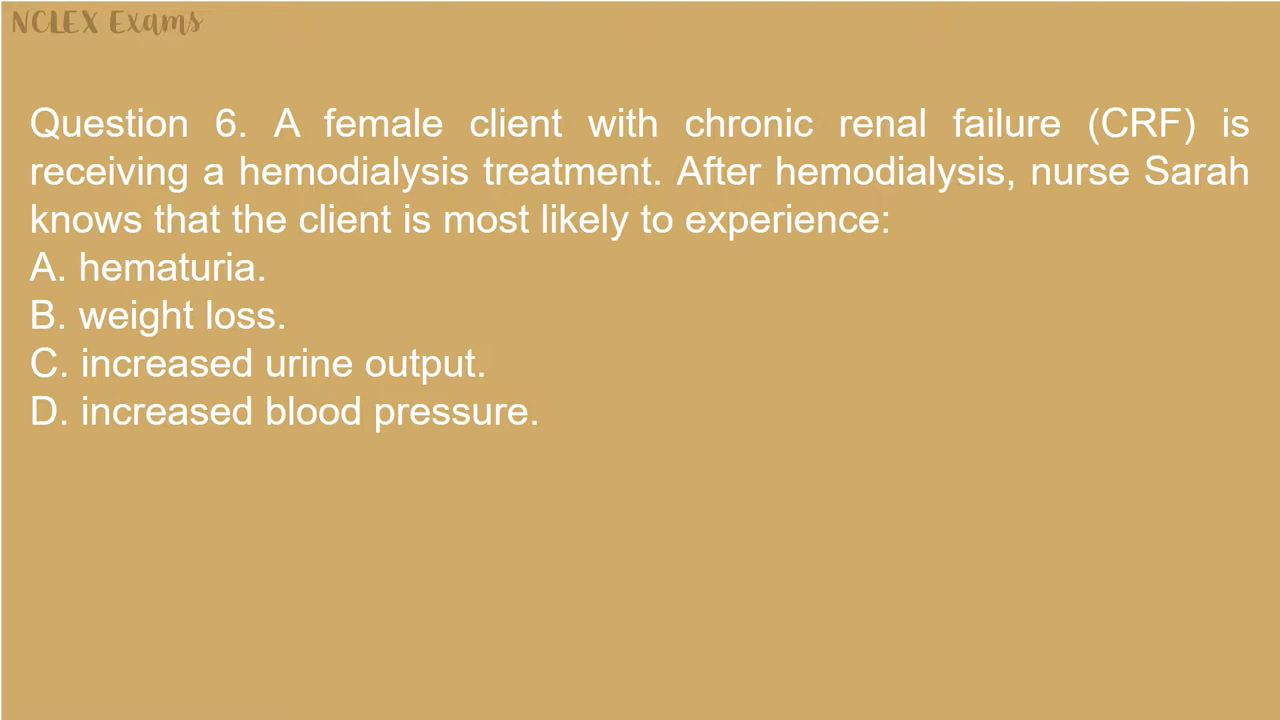 NCLEX Exams
Question 6. A female client with chronic renal failure (CRF) is
receiving a hemodialysis treatment. After hemodialysis, nurse Sarah
knows that the client is most likely to experience:
A. hematuria.
B. weight loss.
C. increased urine output.
D. increased blood pressure.